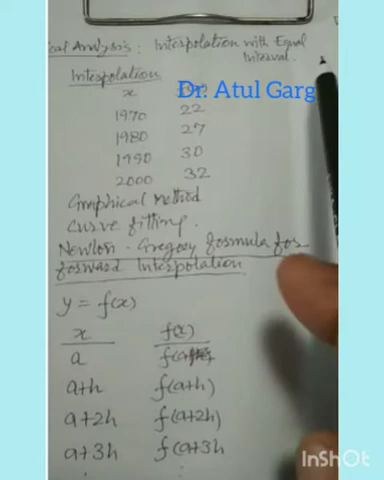 ical Analysis: Interpolation with Equal
Interval.
Interpolation
Dr. Atul Garg
x
1970 22
1980 27
1990 30
2000 32
Graphical Method
Curve fitting.
Newton-Gregory formula for
forward Interpolation
y = f(x)
x f(x)
a f(a)
a+h f(a+h)
a+2h f(a+2h)
a+3h f(a+3h
InShOt